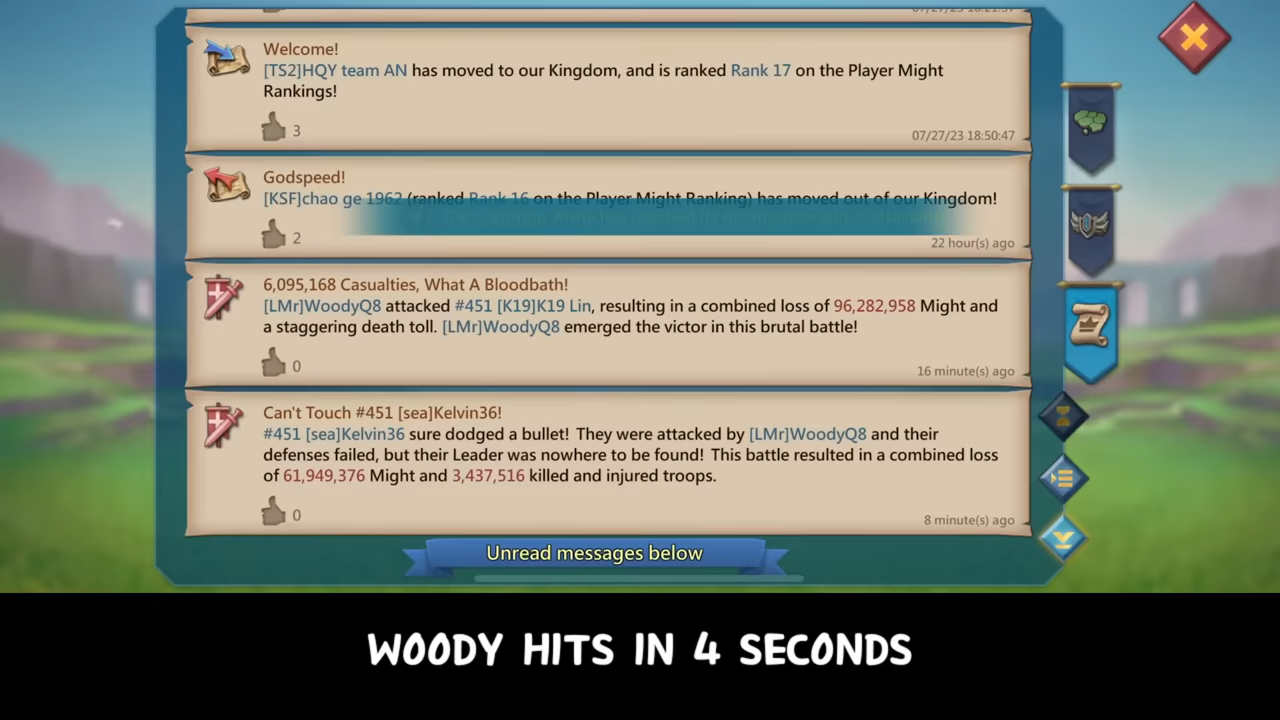 Welcome!
[TS2]HQY team AN has moved to our Kingdom, and is ranked Rank 17 on the Player Might
Rankings!
3
07/27/23 18:50:47
Godspeed!
[KSF]chao ge 1962 (ranked Rank 16 on the Player Might Ranking) has moved out of our Kingdom!
2
22 hour(s) ago
6,095,168 Casualties, What A Bloodbath!
[LMr]WoodyQ8 attacked #451 [K19]K19 Lin, resulting in a combined loss of 96,282,958 Might and
a staggering death toll. [LMr]WoodyQ8 emerged the victor in this brutal battle!
0
16 minute(s) ago
Can't Touch #451 [sea]Kelvin36!
#451 [sea]Kelvin36 sure dodged a bullet! They were attacked by [LMr]WoodyQ8 and their
defenses failed, but their Leader was nowhere to be found! This battle resulted in a combined loss
of 61,949,376 Might and 3,437,516 killed and injured troops.
0
8 minute(s) ago
Unread messages below
WOODY HITS IN 4 SECONDS